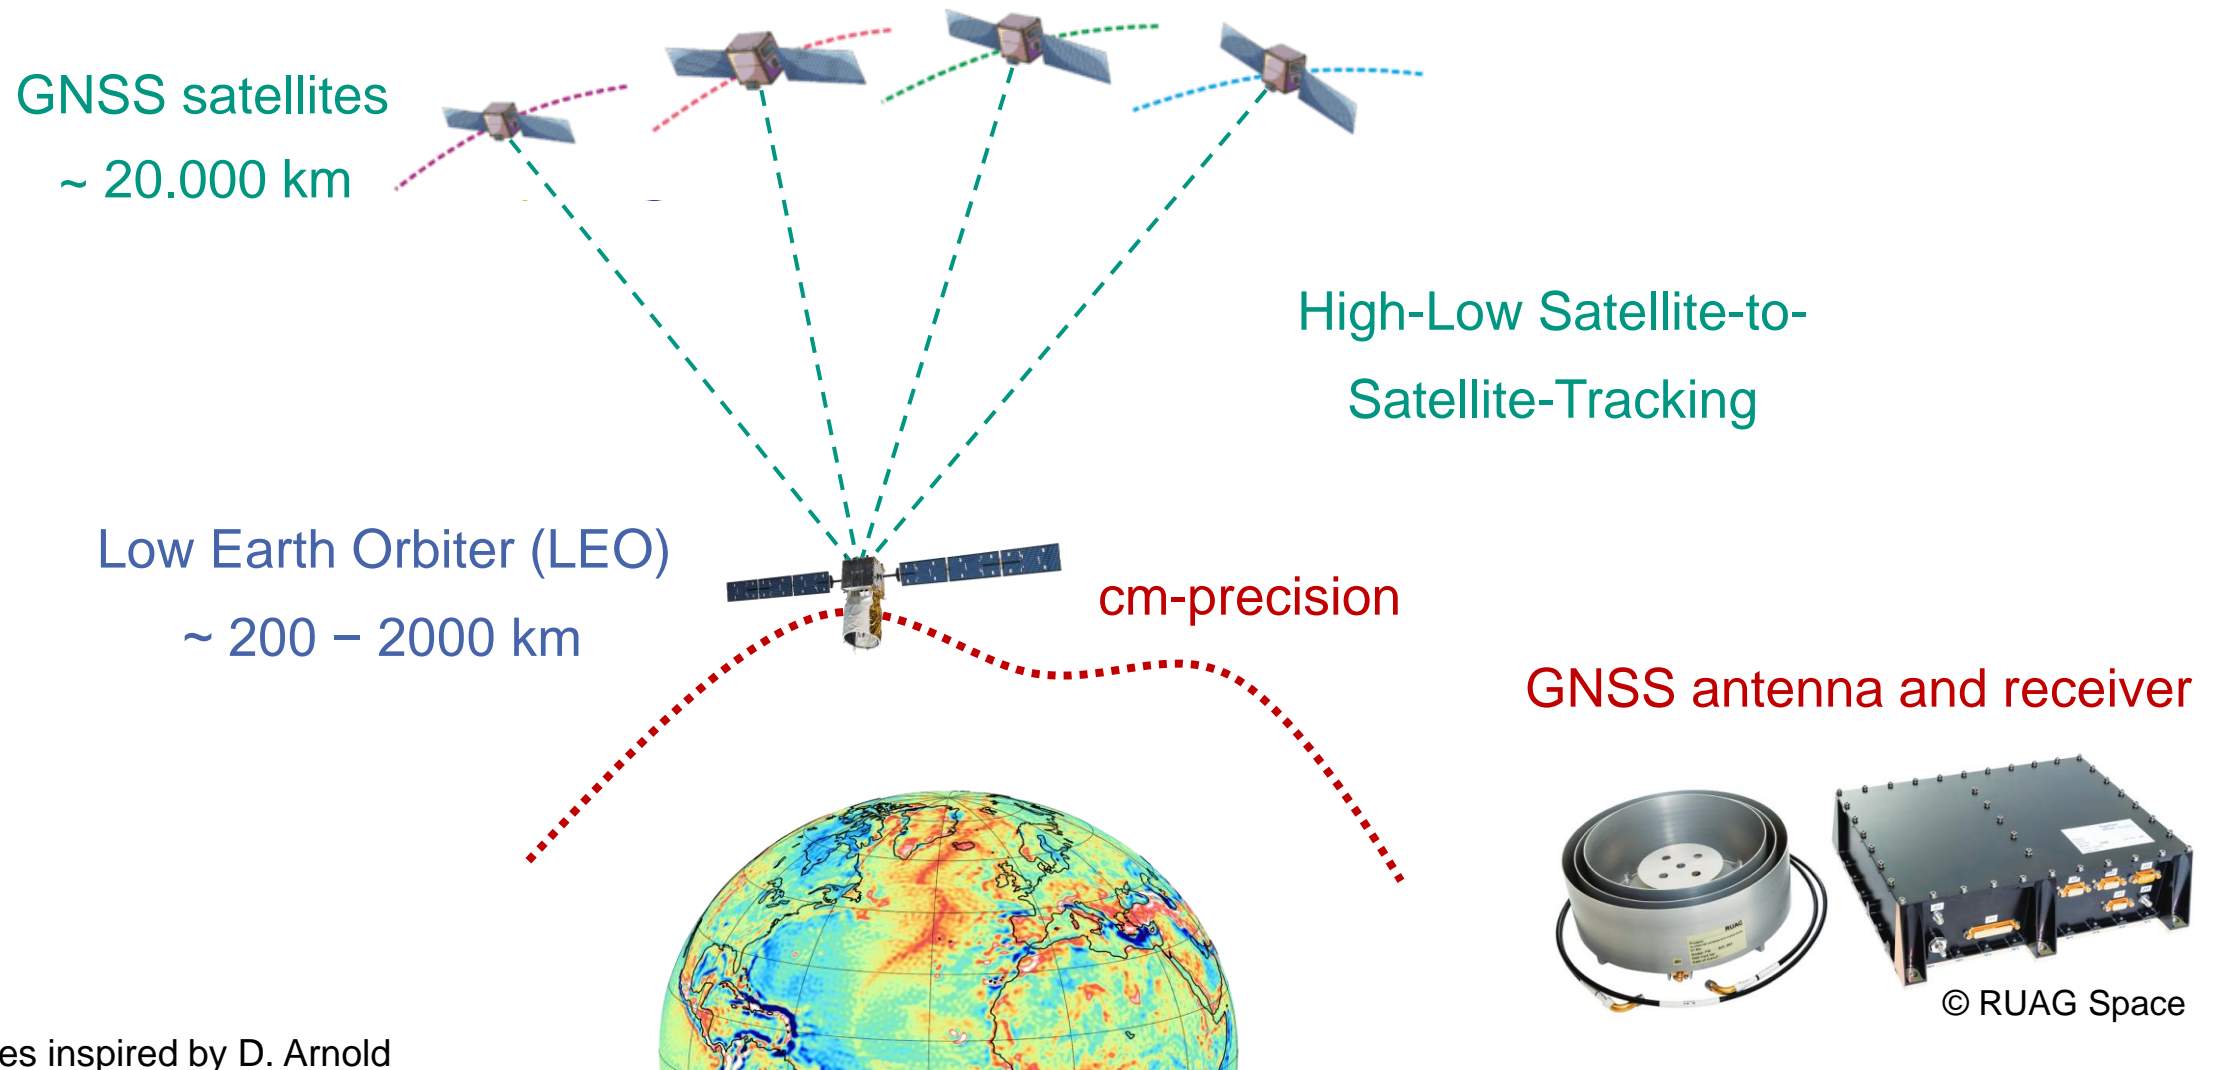 GNSS satellites
~ 20.000 km
High-Low Satellite-to-
Satellite-Tracking
Low Earth Orbiter (LEO)
~ 200 – 2000 km
cm-precision
GNSS antenna and receiver
RUAG
© RUAG Space
es inspired by D. Arnold